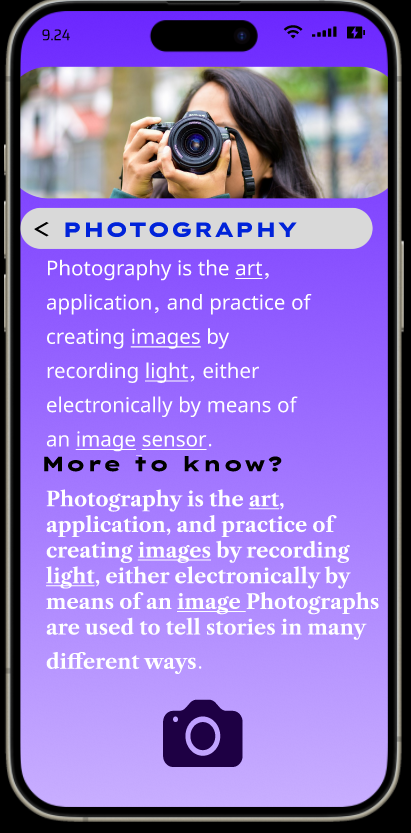 9.24
< PHOTOGRAPHY
Photography is the art,
application, and practice of
creating images by
recording light, either
electronically by means of
an image sensor.
More to know?
Photography is the art,
application, and practice of
creating images by recording
light, either electronically by
means of an image Photographs
are used to tell stories in many
different ways.